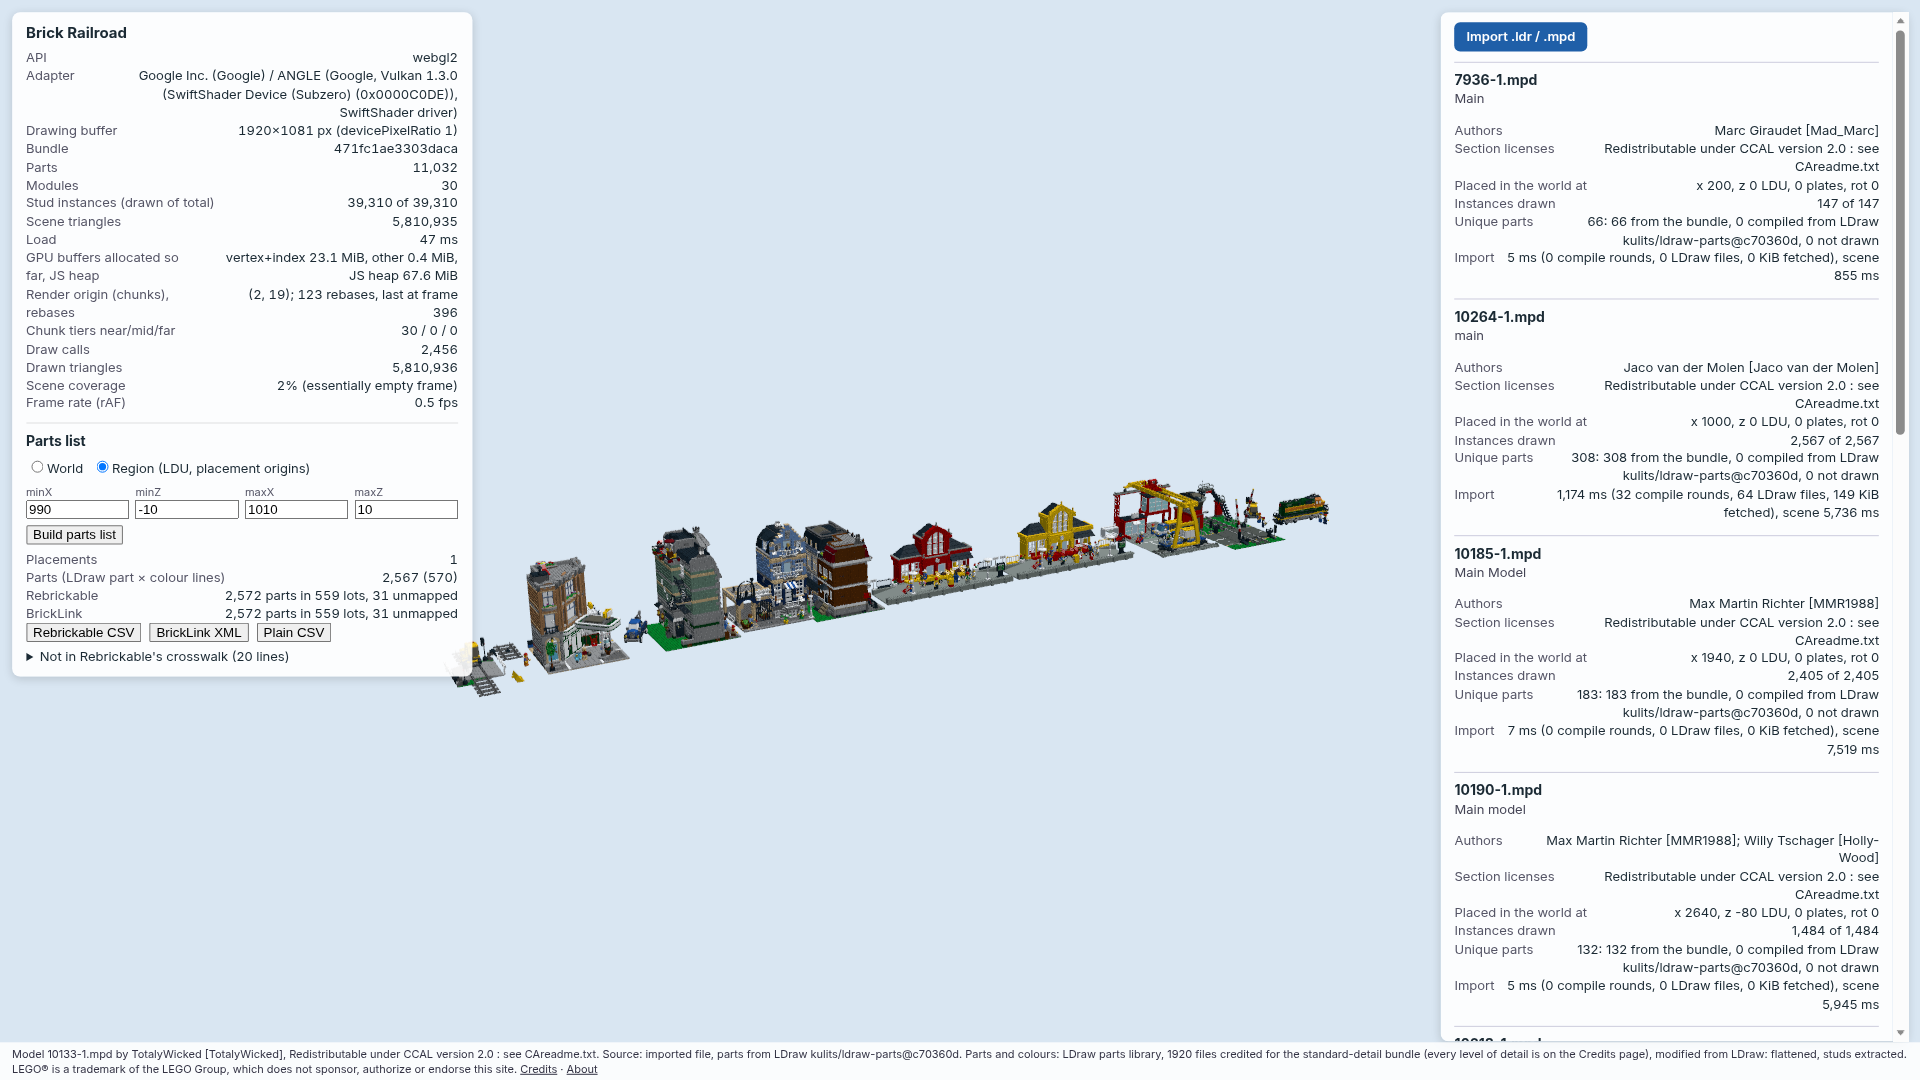 Brick Railroad
API webgl2
Adapter Google Inc. (Google) / ANGLE (Google, Vulkan 1.3.0
(SwiftShader Device (Subzero) (0x0000C0DE)),
SwiftShader driver)
Drawing buffer 1920×1081 px (devicePixelRatio 1)
Bundle 471fc1ae3303daca
Parts 11,032
Modules 30
Stud instances (drawn of total) 39,310 of 39,310
Scene triangles 5,810,935
Load 47 ms
GPU buffers allocated so vertex+index 23.1 MiB, other 0.4 MiB,
far, JS heap JS heap 67.6 MiB
Render origin (chunks), (2, 19); 123 rebases, last at frame
rebases 396
Chunk tiers near/mid/far 30 / 0 / 0
Draw calls 2,456
Drawn triangles 5,810,936
Scene coverage 2% (essentially empty frame)
Frame rate (rAF) 0.5 fps
Parts list
World Region (LDU, placement origins)
minX minZ maxX maxZ
990 -10 1010 10
Build parts list
Placements 1
Parts (LDraw part × colour lines) 2,567 (570)
Rebrickable 2,572 parts in 559 lots, 31 unmapped
BrickLink 2,572 parts in 559 lots, 31 unmapped
Rebrickable CSV BrickLink XML Plain CSV
▶ Not in Rebrickable's crosswalk (20 lines)
Import .ldr / .mpd
7936-1.mpd
Main
Authors Marc Giraudet [Mad_Marc]
Section licenses Redistributable under CCAL version 2.0 : see
CAreadme.txt
Placed in the world at x 200, z 0 LDU, 0 plates, rot 0
Instances drawn 147 of 147
Unique parts 66: 66 from the bundle, 0 compiled from LDraw
kulits/ldraw-parts@c70360d, 0 not drawn
Import 5 ms (0 compile rounds, 0 LDraw files, 0 KiB fetched), scene
855 ms
10264-1.mpd
main
Authors Jaco van der Molen [Jaco van der Molen]
Section licenses Redistributable under CCAL version 2.0 : see
CAreadme.txt
Placed in the world at x 1000, z 0 LDU, 0 plates, rot 0
Instances drawn 2,567 of 2,567
Unique parts 308: 308 from the bundle, 0 compiled from LDraw
kulits/ldraw-parts@c70360d, 0 not drawn
Import 1,174 ms (32 compile rounds, 64 LDraw files, 149 KiB
fetched), scene 5,736 ms
10185-1.mpd
Main Model
Authors Max Martin Richter [MMR1988]
Section licenses Redistributable under CCAL version 2.0 : see
CAreadme.txt
Placed in the world at x 1940, z 0 LDU, 0 plates, rot 0
Instances drawn 2,405 of 2,405
Unique parts 183: 183 from the bundle, 0 compiled from LDraw
kulits/ldraw-parts@c70360d, 0 not drawn
Import 7 ms (0 compile rounds, 0 LDraw files, 0 KiB fetched), scene
7,519 ms
10190-1.mpd
Main model
Authors Max Martin Richter [MMR1988]; Willy Tschager [Holly-
Wood]
Section licenses Redistributable under CCAL version 2.0 : see
CAreadme.txt
Placed in the world at x 2640, z -80 LDU, 0 plates, rot 0
Instances drawn 1,484 of 1,484
Unique parts 132: 132 from the bundle, 0 compiled from LDraw
kulits/ldraw-parts@c70360d, 0 not drawn
Import 5 ms (0 compile rounds, 0 LDraw files, 0 KiB fetched), scene
5,945 ms
Model 10133-1.mpd by TotalyWicked [TotalyWicked], Redistributable under CCAL version 2.0 : see CAreadme.txt. Source: imported file, parts from LDraw kulits/ldraw-parts@c70360d. Parts and colours: LDraw parts library, 1920 files credited for the standard-detail bundle (every level of detail is on the Credits page), modified from LDraw: flattened, studs extracted.
LEGO® is a trademark of the LEGO Group, which does not sponsor, authorize or endorse this site. Credits · About